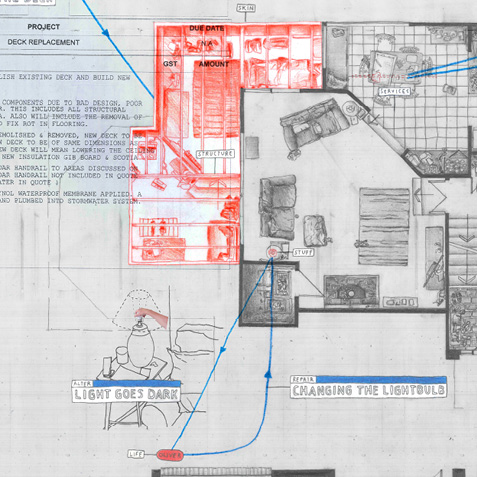 SKIN
PROJECT
DUE DATE
DECK REPLACEMENT
N/A
GST
AMOUNT
LISH EXISTING DECK AND BUILD NEW
SERVICES
COMPONENTS DUE TO BAD DESIGN, POOR
THIS INCLUDES ALL STRUCTURAL
ALSO WILL INCLUDE THE REMOVAL OF
FIX ROT IN FLOORING.
MOLISHED & REMOVED, NEW DECK TO
DECK TO BE OF SAME DIMENSIONS AS
EW DECK WILL MEAN LOWERING THE CEILING
NEW INSULATION GIB BOARD & SCOTIA
STRUCTURE
DAR HANDRAIL TO AREAS DISCUSSED OR
DAR HANDRAIL NOT INCLUDED IN QUOTE
ATER IN QUOTE )
NOL WATERPROOF MEMBRANE APPLIED. A
AND PLUMBED INTO STORMWATER SYSTEM.
STUFF
ALTER
LIGHT GOES DARK
REPAIR
CHANGING THE LIGHTBULB
LIFE